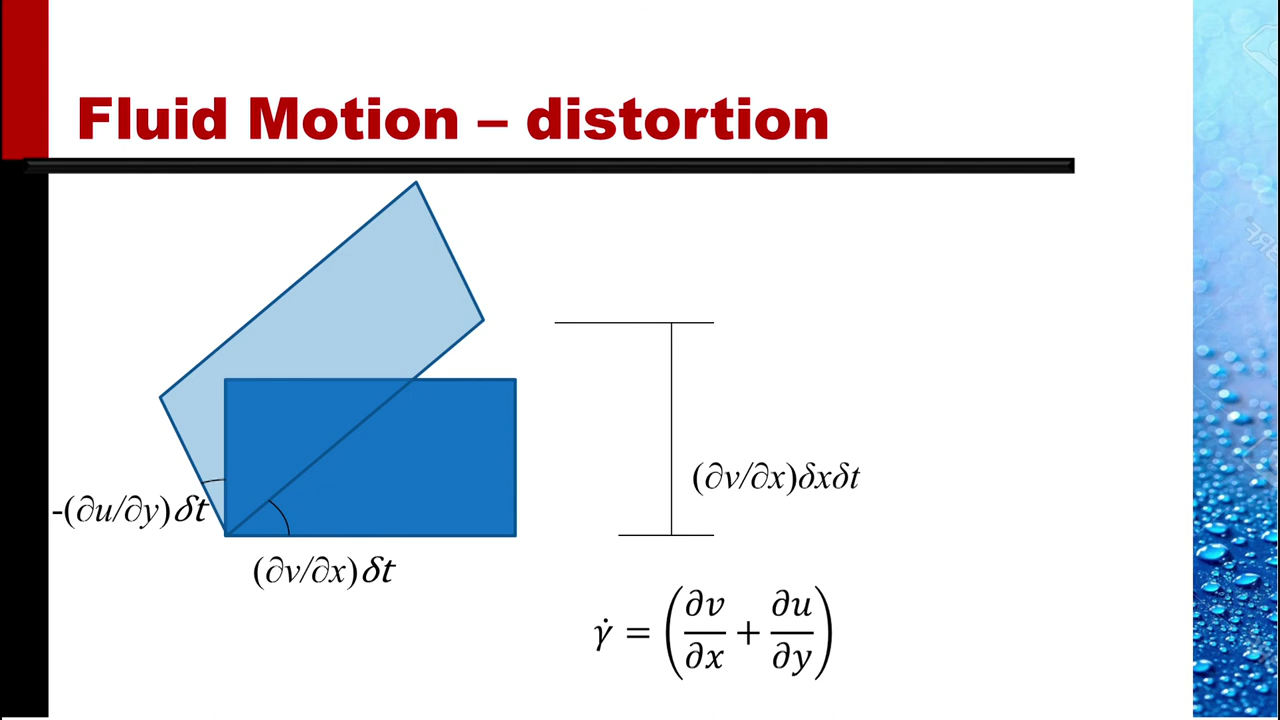 Fluid Motion – distortion
(∂v/∂x)δxδt
-(∂u/∂y)δt
(∂v/∂x)δt
γ̇ = (∂v/∂x + ∂u/∂y)